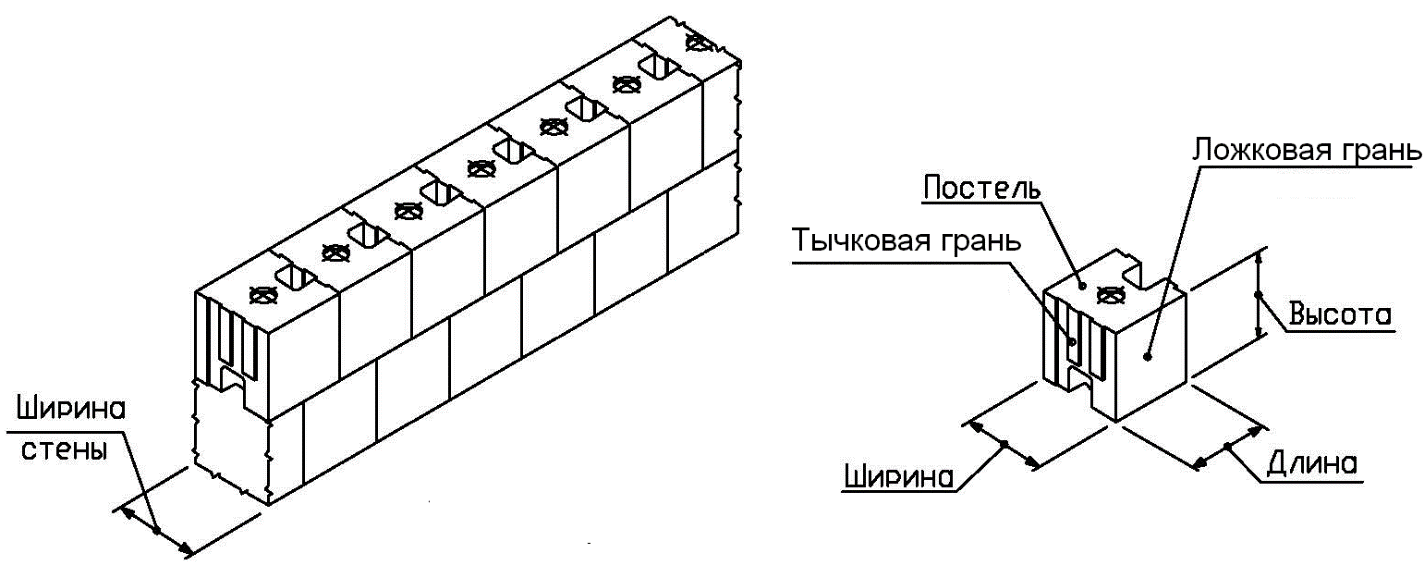 Ширина
стены
Ложковая грань
Постель
Тычковая грань
Высота
Ширина
Длина